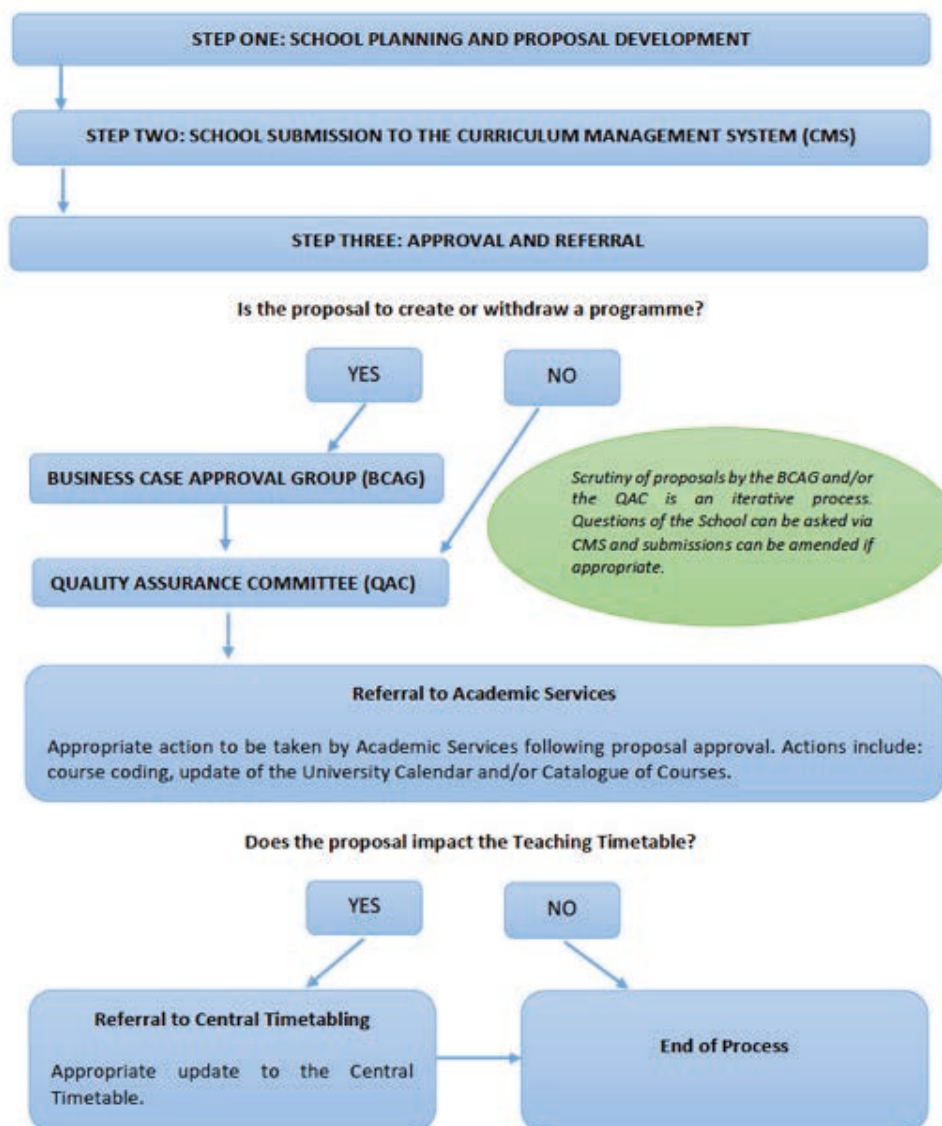 STEP ONE: SCHOOL PLANNING AND PROPOSAL DEVELOPMENT
STEP TWO: SCHOOL SUBMISSION TO THE CURRICULUM MANAGEMENT SYSTEM (CMS)
STEP THREE: APPROVAL AND REFERRAL
Is the proposal to create or withdraw a programme?
YES
NO
BUSINESS CASE APPROVAL GROUP (BCAG)
Scrutiny of proposals by the BCAG and/or
the QAC is an iterative process.
Questions of the School can be asked via
CMS and submissions can be amended if
appropriate.
QUALITY ASSURANCE COMMITTEE (QAC)
Referral to Academic Services
Appropriate action to be taken by Academic Services following proposal approval. Actions include:
course coding, update of the University Calendar and/or Catalogue of Courses.
Does the proposal impact the Teaching Timetable?
YES
NO
Referral to Central Timetabling
Appropriate update to the Central
Timetable.
End of Process